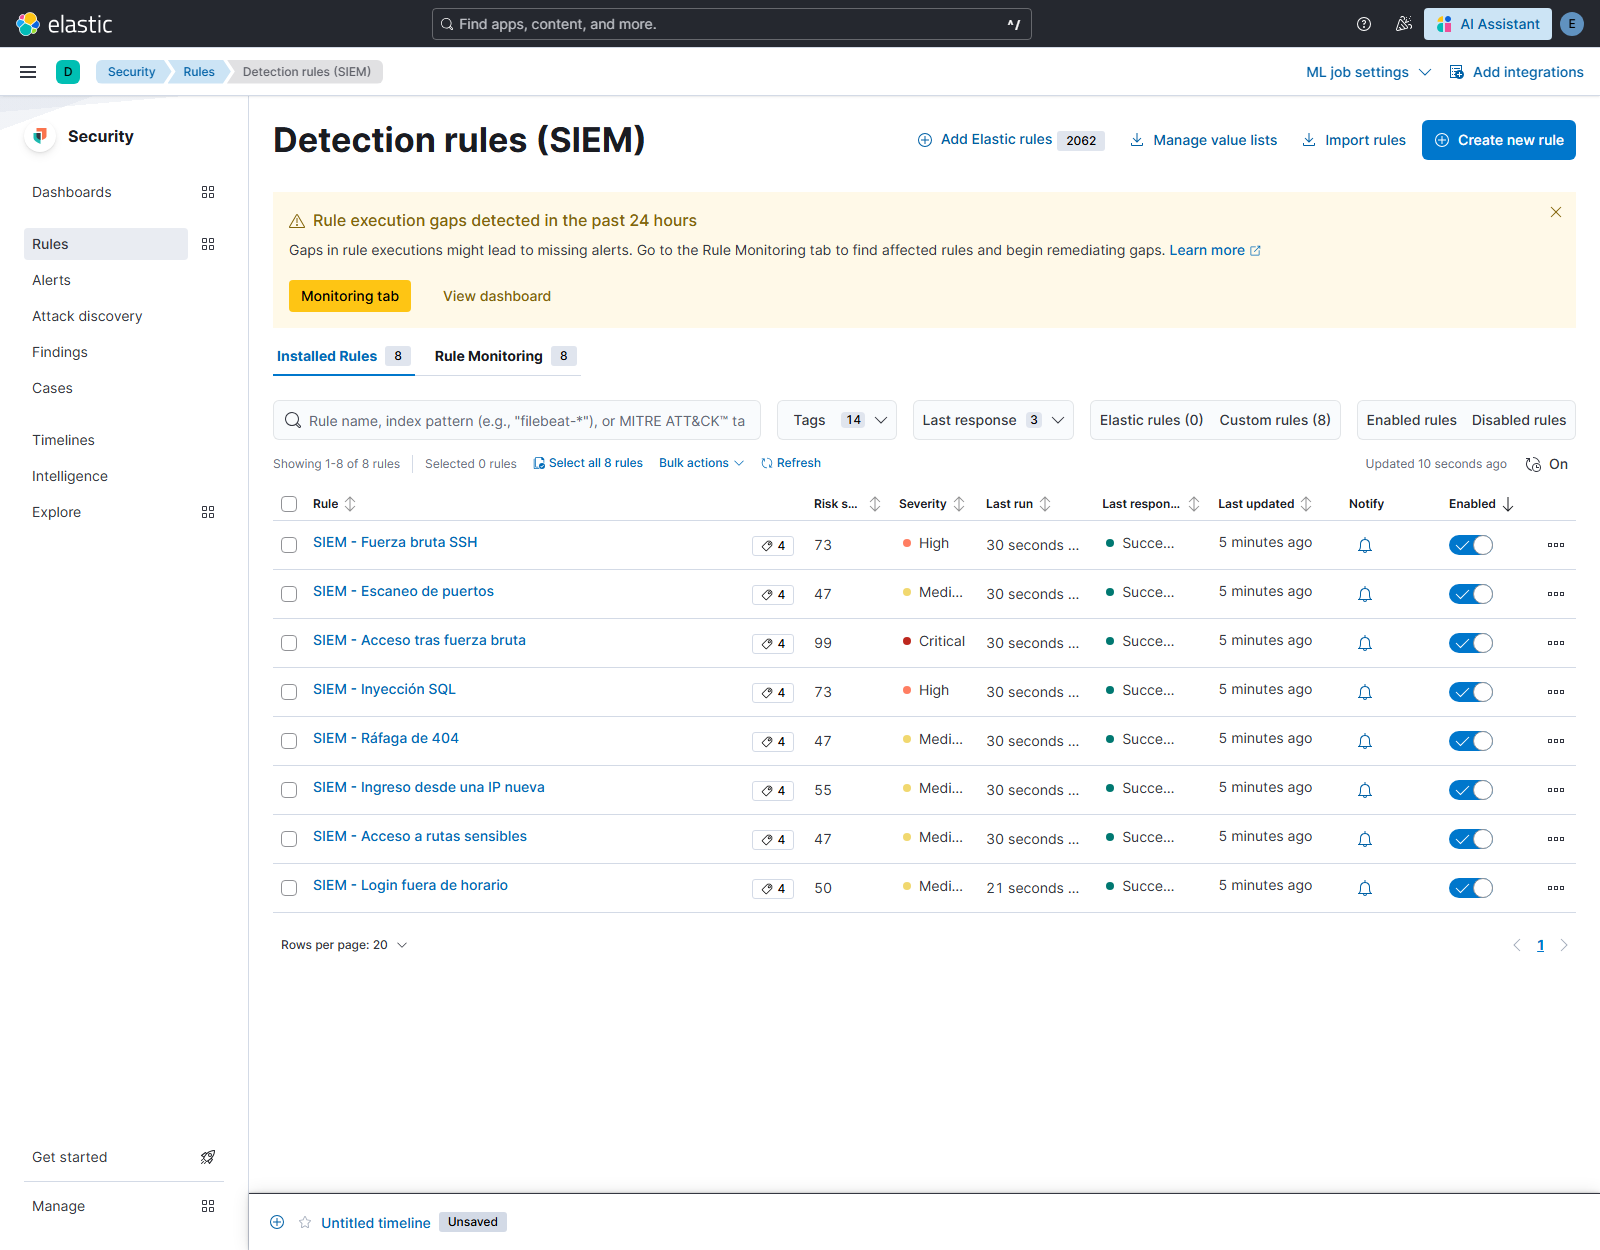 elastic
Find apps, content, and more.
^/
AI Assistant
E
D
Security
Rules
Detection rules (SIEM)
ML job settings
Add integrations
Security
Dashboards
Rules
Alerts
Attack discovery
Findings
Cases
Timelines
Intelligence
Explore
Get started
Manage
Detection rules (SIEM)
Add Elastic rules 2062
Manage value lists
Import rules
Create new rule
Rule execution gaps detected in the past 24 hours
Gaps in rule executions might lead to missing alerts. Go to the Rule Monitoring tab to find affected rules and begin remediating gaps. Learn more
Monitoring tab
View dashboard
Installed Rules 8
Rule Monitoring 8
Rule name, index pattern (e.g., "filebeat-*"), or MITRE ATT&CK™ ta
Tags 14
Last response 3
Elastic rules (0) Custom rules (8)
Enabled rules Disabled rules
Showing 1-8 of 8 rules Selected 0 rules Select all 8 rules Bulk actions Refresh
Updated 10 seconds ago On
Rule Risk s... Severity Last run Last respon... Last updated Notify Enabled
SIEM - Fuerza bruta SSH 4 73 High 30 seconds ... Succe... 5 minutes ago
SIEM - Escaneo de puertos 4 47 Medi... 30 seconds ... Succe... 5 minutes ago
SIEM - Acceso tras fuerza bruta 4 99 Critical 30 seconds ... Succe... 5 minutes ago
SIEM - Inyección SQL 4 73 High 30 seconds ... Succe... 5 minutes ago
SIEM - Ráfaga de 404 4 47 Medi... 30 seconds ... Succe... 5 minutes ago
SIEM - Ingreso desde una IP nueva 4 55 Medi... 30 seconds ... Succe... 5 minutes ago
SIEM - Acceso a rutas sensibles 4 47 Medi... 30 seconds ... Succe... 5 minutes ago
SIEM - Login fuera de horario 4 50 Medi... 21 seconds ... Succe... 5 minutes ago
Rows per page: 20
1
Untitled timeline Unsaved